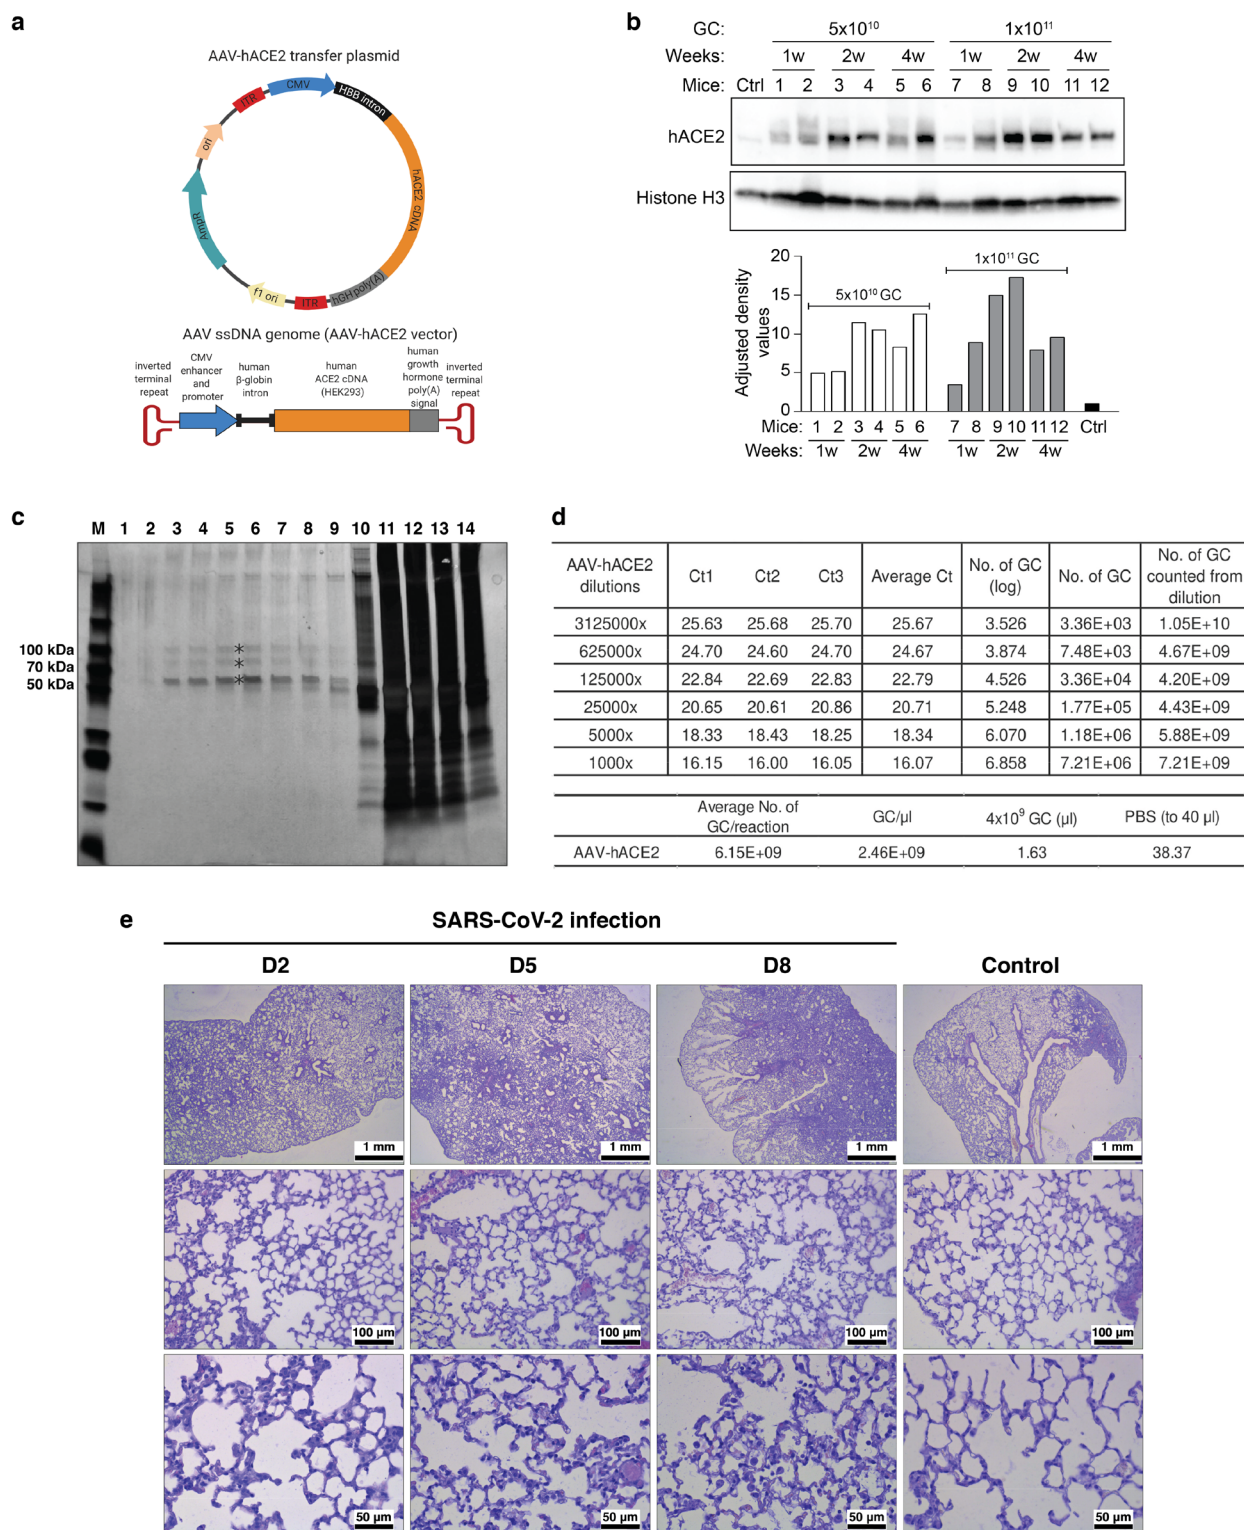 a
AAV-hACE2 transfer plasmid
CMV
HBB intron
hACE2 cDNA
hGH poly(A)
ITR
f1 ori
AmpR
ori
ITR
AAV ssDNA genome (AAV-hACE2 vector)
inverted terminal repeat
CMV enhancer and promoter
human β-globin intron
human ACE2 cDNA (HEK293)
human growth hormone poly(A) signal
inverted terminal repeat
b
GC: 5x10¹⁰ 1x10¹¹
Weeks: 1w 2w 4w 1w 2w 4w
Mice: Ctrl 1 2 3 4 5 6 7 8 9 10 11 12
hACE2
Histone H3
Adjusted density values
20
15
10
5
0
5x10¹⁰ GC
1x10¹¹ GC
Mice: 1 2 3 4 5 6 7 8 9 10 11 12 Ctrl
Weeks: 1w 2w 4w 1w 2w 4w
c
M 1 2 3 4 5 6 7 8 9 10 11 12 13 14
100 kDa *
70 kDa *
50 kDa *
d
AAV-hACE2 dilutions Ct1 Ct2 Ct3 Average Ct No. of GC (log) No. of GC No. of GC counted from dilution
3125000x 25.63 25.68 25.70 25.67 3.526 3.36E+03 1.05E+10
625000x 24.70 24.60 24.70 24.67 3.874 7.48E+03 4.67E+09
125000x 22.84 22.69 22.83 22.79 4.526 3.36E+04 4.20E+09
25000x 20.65 20.61 20.86 20.71 5.248 1.77E+05 4.43E+09
5000x 18.33 18.43 18.25 18.34 6.070 1.18E+06 5.88E+09
1000x 16.15 16.00 16.05 16.07 6.858 7.21E+06 7.21E+09
Average No. of GC/reaction GC/µl 4x10⁹ GC (µl) PBS (to 40 µl)
AAV-hACE2 6.15E+09 2.46E+09 1.63 38.37
e
SARS-CoV-2 infection
D2 D5 D8 Control
1 mm 1 mm 1 mm 1 mm
100 µm 100 µm 100 µm 100 µm
50 µm 50 µm 50 µm 50 µm